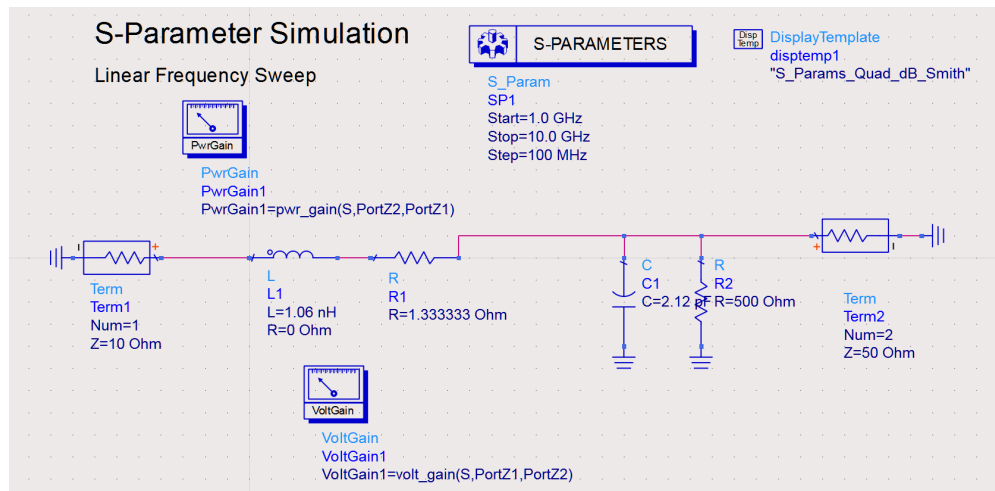 S-Parameter Simulation
Linear Frequency Sweep
S-PARAMETERS
S_Param
SP1
Start=1.0 GHz
Stop=10.0 GHz
Step=100 MHz
Disp
Temp
DisplayTemplate
disptemp1
"S_Params_Quad_dB_Smith"
PwrGain
PwrGain
PwrGain1
PwrGain1=pwr_gain(S,PortZ2,PortZ1)
Term
Term1
Num=1
Z=10 Ohm
L
L1
L=1.06 nH
R=0 Ohm
R
R1
R=1.333333 Ohm
C
C1
C=2.12 pF
R
R2
R=500 Ohm
Term
Term2
Num=2
Z=50 Ohm
VoltGain
VoltGain
VoltGain1
VoltGain1=volt_gain(S,PortZ1,PortZ2)